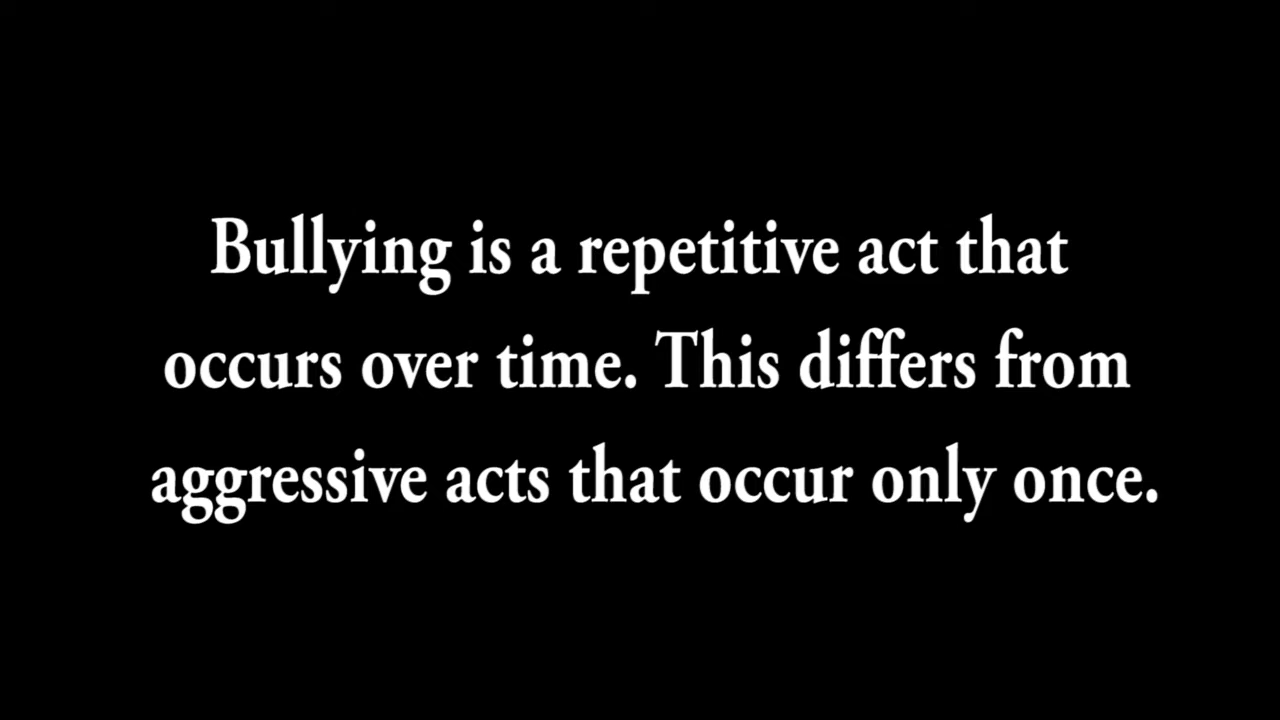 Bullying is a repetitive act that
occurs over time. This differs from
aggressive acts that occur only once.